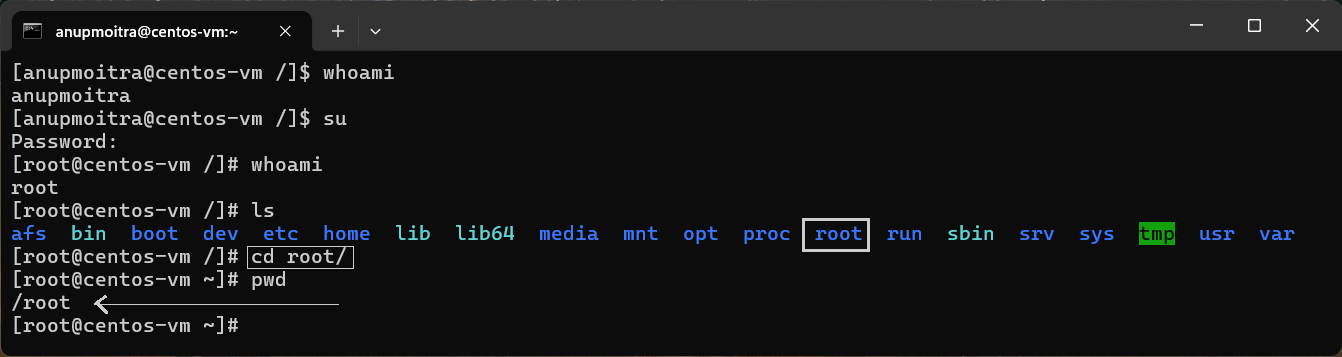 anupmoitra@centos-vm:~
[anupmoitra@centos-vm /]$ whoami
anupmoitra
[anupmoitra@centos-vm /]$ su
Password:
[root@centos-vm /]# whoami
root
[root@centos-vm /]# ls
afs bin boot dev etc home lib lib64 media mnt opt proc root run sbin srv sys tmp usr var
[root@centos-vm /]# cd root/
[root@centos-vm ~]# pwd
/root
[root@centos-vm ~]#